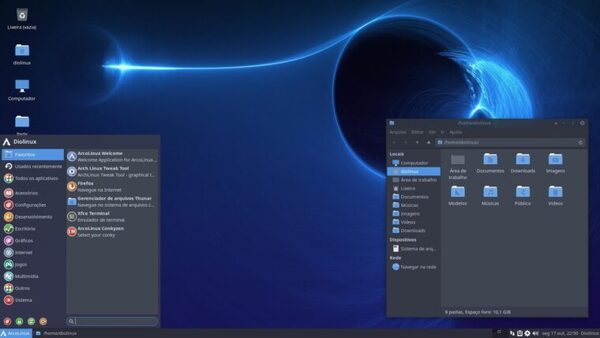 Lixeira (vazia)
diolinux
Computador
Diolinux
Favoritos
Usados recentemente
Todos os aplicativos
Acessórios
Configurações
Desenvolvimento
Escritório
Gráficos
Internet
Jogos
Multimídia
Outros
Sistema
ArcoLinux Welcome
Welcome Application for ArcoLinux...
Arch Linux Tweak Tool
ArchLinux Tweak Tool - graphical t...
Firefox
Navegue na Internet
Gerenciador de arquivos Thunar
Navegue no sistema de arquivos c...
Xfce Terminal
Emulador de terminal
ArcoLinux Conkyzen
Select your conky
/home/diolinux
Arquivo Editar Ver Ir Ajuda
/home/diolinux/
Locais
Computador
diolinux
Área de trabalho
Lixeira
Documentos
Músicas
Imagens
Vídeos
Downloads
Dispositivos
Sistema de arq...
Rede
Navegar na rede
Área de
trabalho
Documentos
Downloads
Imagens
Modelos
Músicas
Público
Vídeos
8 pastas, Espaço livre: 10,1 GiB
ArcoLinux
/home/diolinux
seg 17 out, 22:50 Diolinux